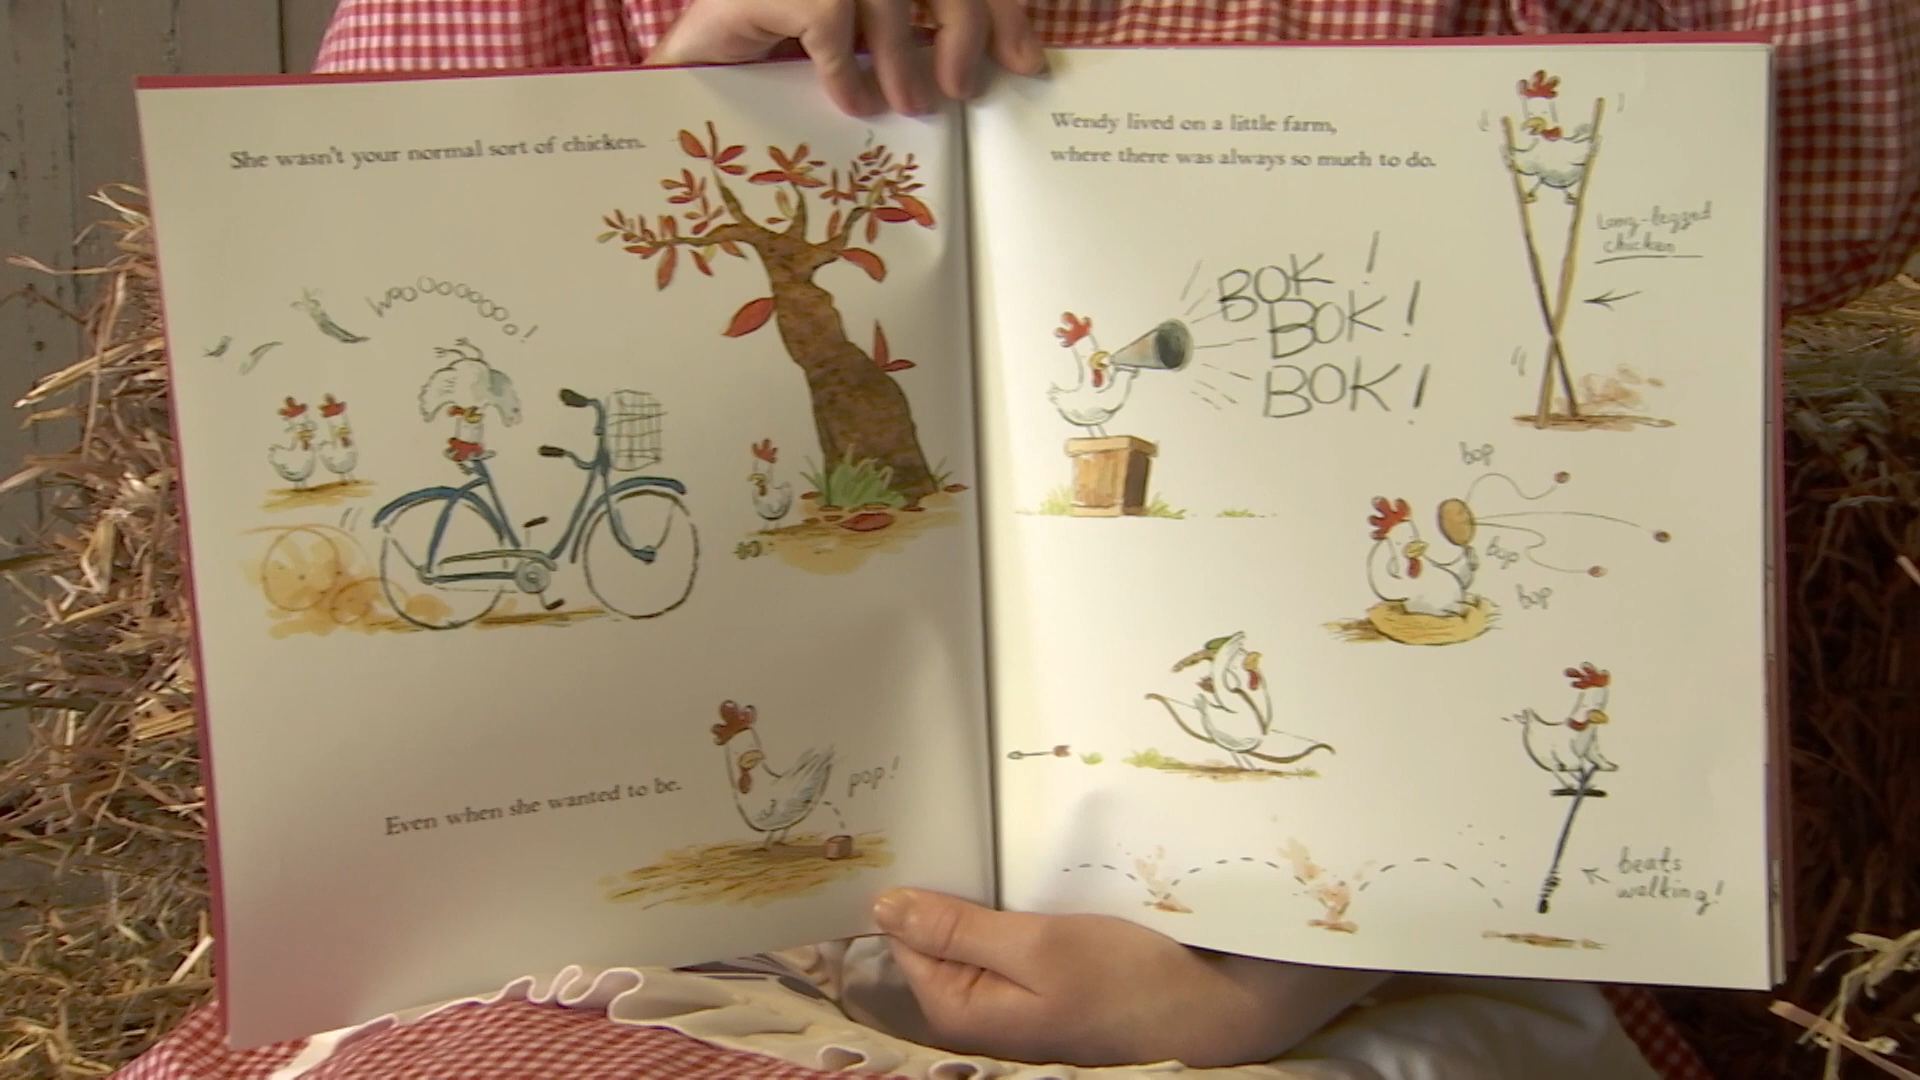 She wasn't your normal sort of chicken.
Wooooooooo!
Even when she wanted to be.
pop!
Wendy lived on a little farm,
where there was always so much to do.
Long-legged
chicken
BOK!
BOK!
BOK!
bop
bop
bop
beats
walking!